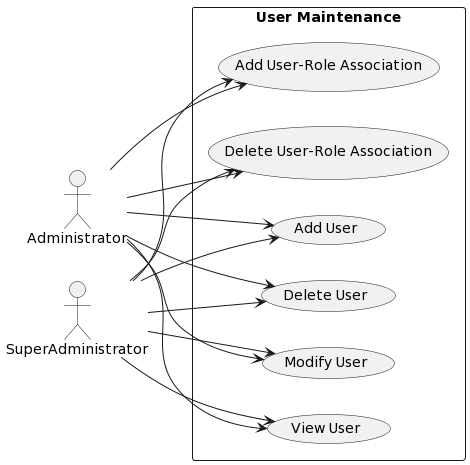 User Maintenance
Add User-Role Association
Delete User-Role Association
Administrator
Add User
Delete User
SuperAdministrator
Modify User
View User